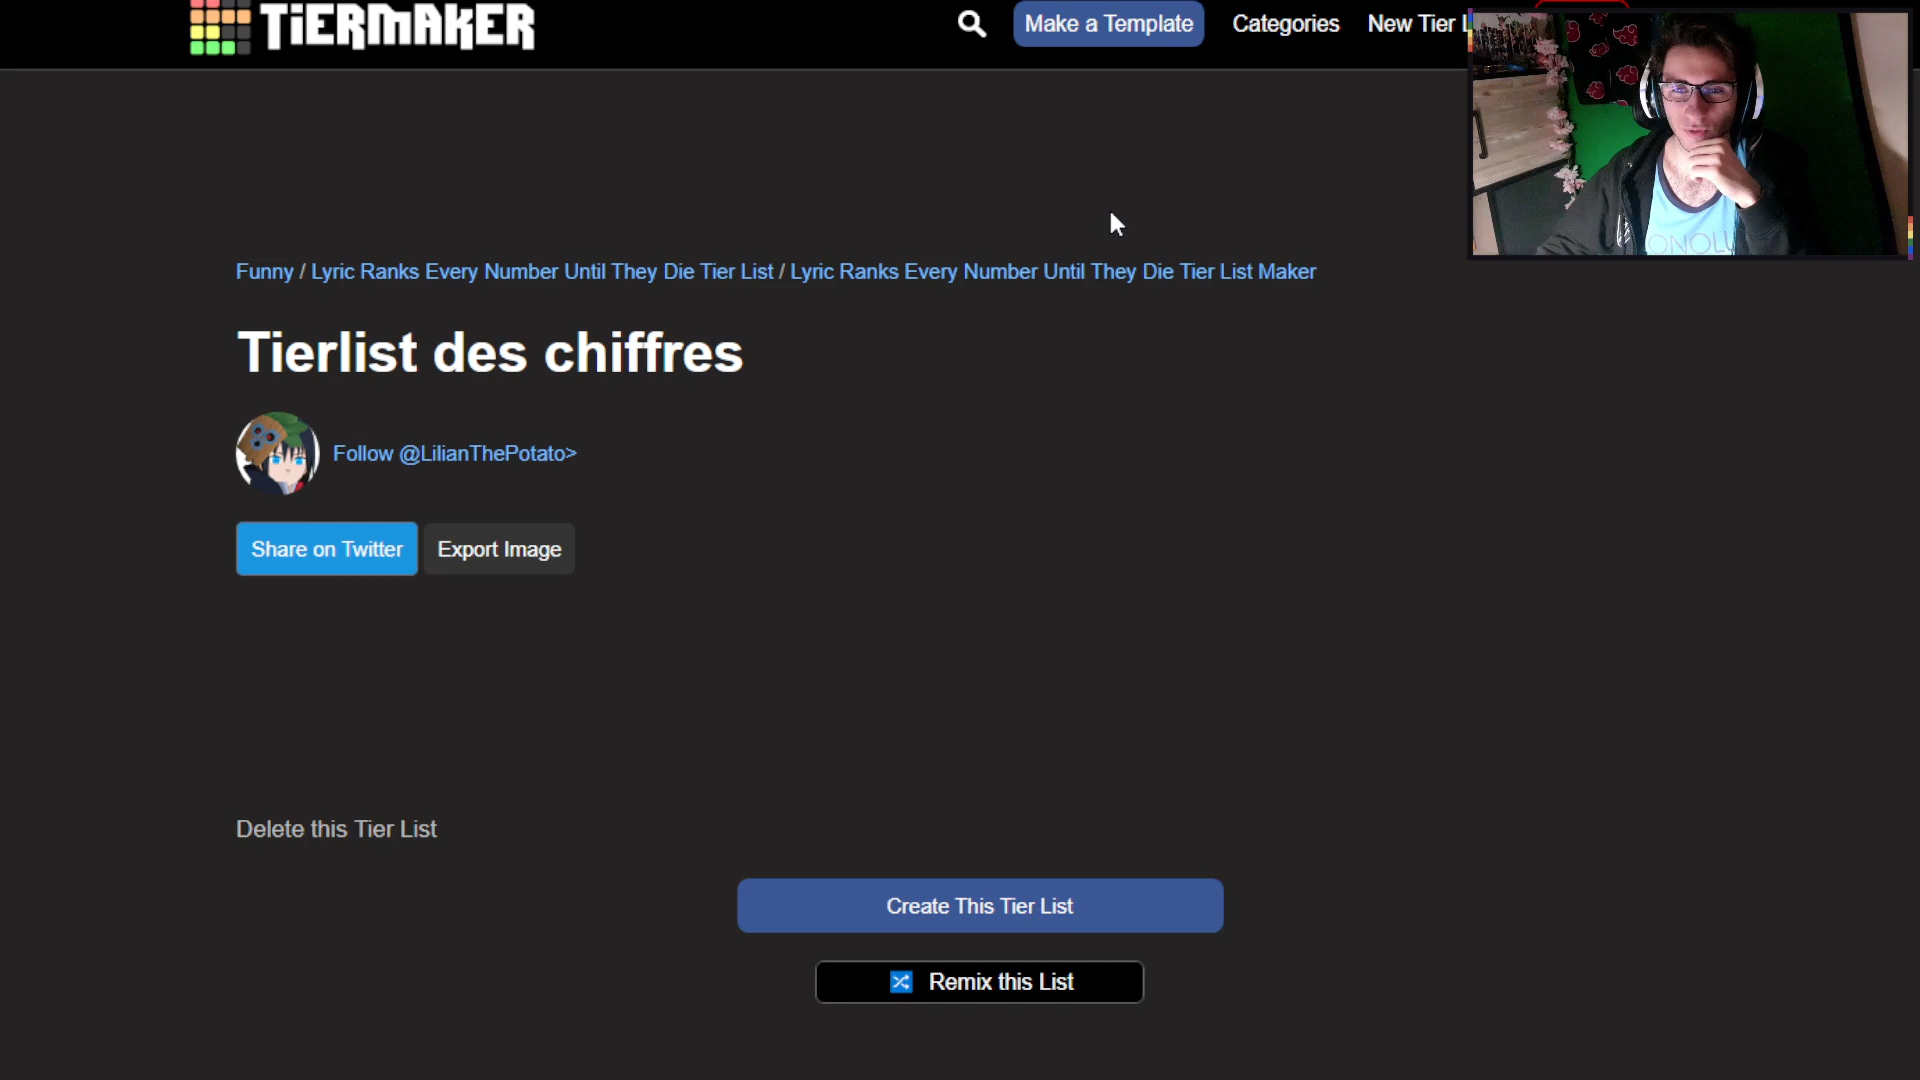 TiERMAKER
Make a Template
Categories
New Tier L
Funny / Lyric Ranks Every Number Until They Die Tier List / Lyric Ranks Every Number Until They Die Tier List Maker
Tierlist des chiffres
Follow @LilianThePotato>
Share on Twitter
Export Image
Delete this Tier List
Create This Tier List
Remix this List
ONOLU